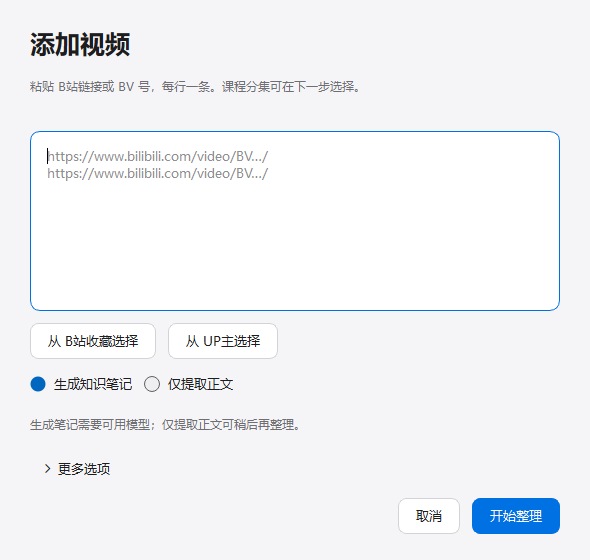 添加视频
粘贴 B站链接或 BV 号，每行一条。课程分集可在下一步选择。
https://www.bilibili.com/video/BV.../
https://www.bilibili.com/video/BV.../
从 B站收藏选择 从 UP主选择
生成知识笔记 仅提取正文
生成笔记需要可用模型；仅提取正文可稍后再整理。
更多选项
取消 开始整理